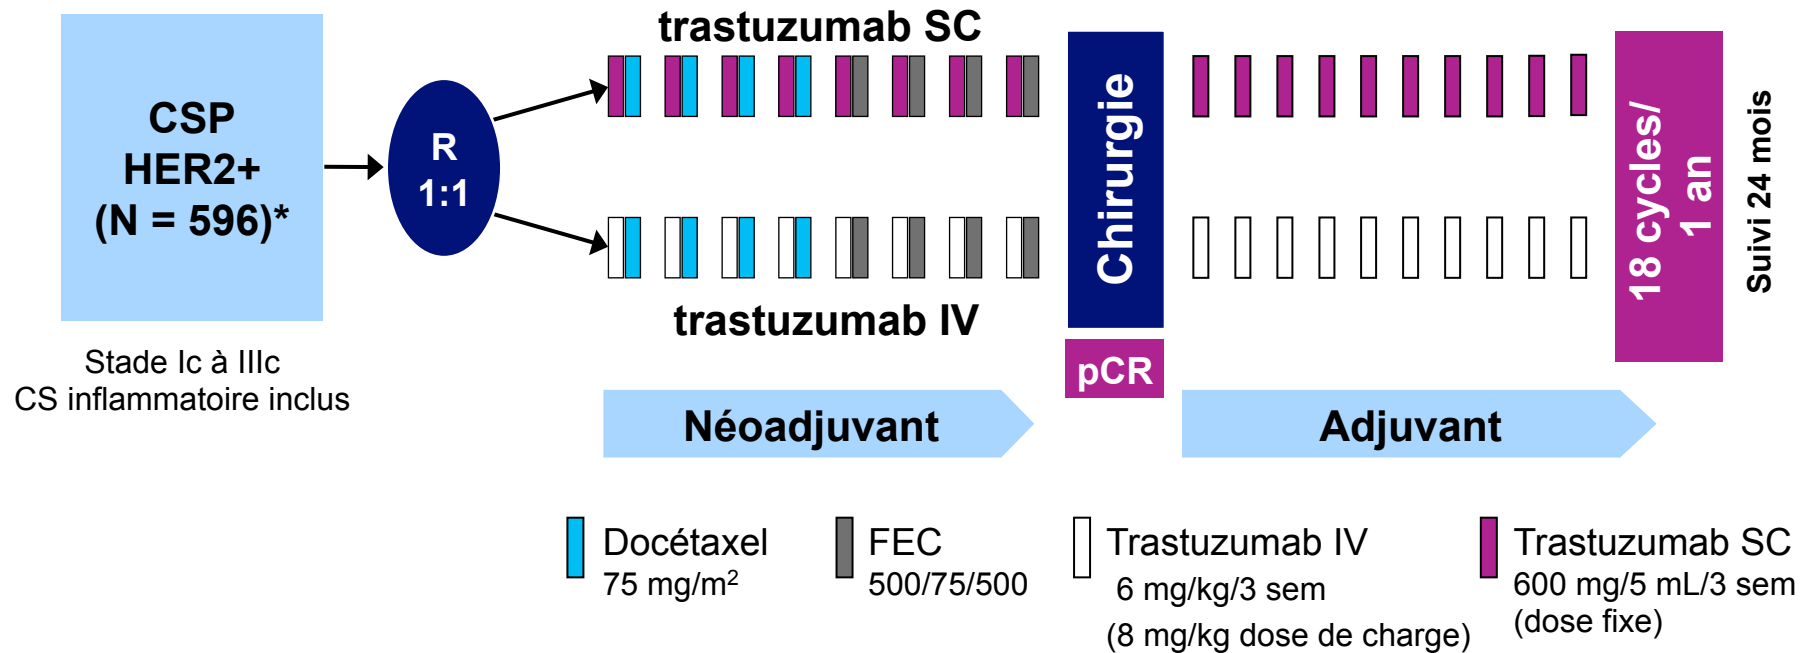 CSP
HER2+
(N = 596)*
Stade Ic à IIIc
CS inflammatoire inclus
R
1:1
trastuzumab SC
trastuzumab IV
Chirurgie
pCR
18 cycles/
1 an
Suivi 24 mois
Néoadjuvant
Adjuvant
Docétaxel
75 mg/m²
FEC
500/75/500
Trastuzumab IV
6 mg/kg/3 sem
(8 mg/kg dose de charge)
Trastuzumab SC
600 mg/5 mL/3 sem
(dose fixe)